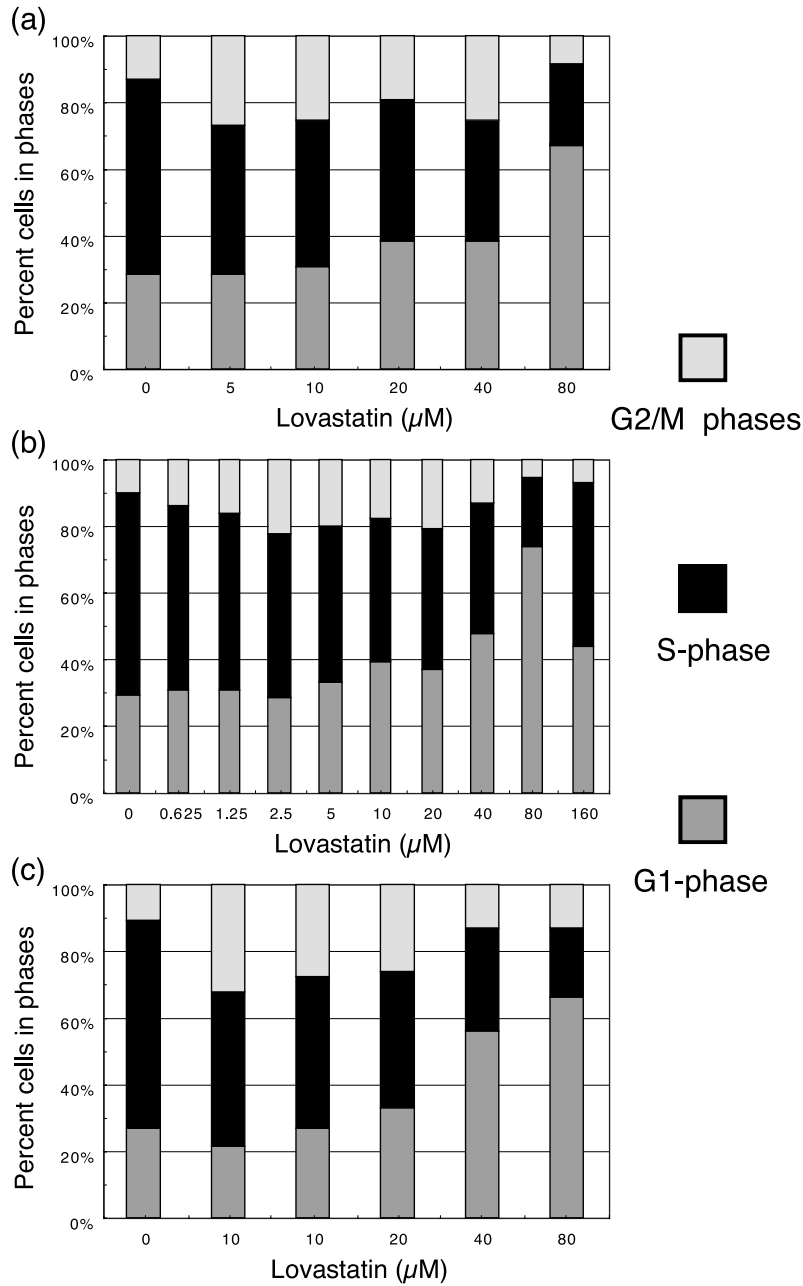 (a)
100%
80%
60%
40%
20%
0%
Percent cells in phases
0 5 10 20 40 80
Lovastatin (µM)
(b)
100%
80%
60%
40%
20%
0%
Percent cells in phases
0 0.625 1.25 2.5 5 10 20 40 80 160
Lovastatin (µM)
(c)
100%
80%
60%
40%
20%
0%
Percent cells in phases
0 10 10 20 40 80
Lovastatin (µM)
G2/M phases
S-phase
G1-phase